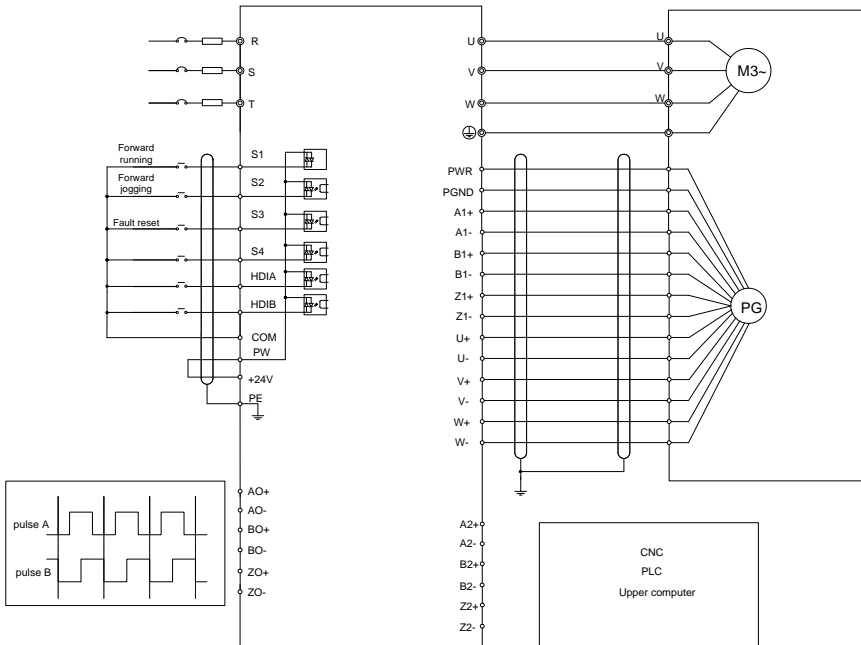 R
S
T
U
V
W
U
V
W
M3~
Forward
running
Forward
jogging
Fault reset
S1
S2
S3
S4
HDIA
HDIB
COM
PW
+24V
PE
PWR
PGND
A1+
A1-
B1+
B1-
Z1+
Z1-
U+
U-
V+
V-
W+
W-
PG
pulse A
pulse B
AO+
AO-
BO+
BO-
ZO+
ZO-
A2+
A2-
B2+
B2-
Z2+
Z2-
CNC
PLC
Upper computer